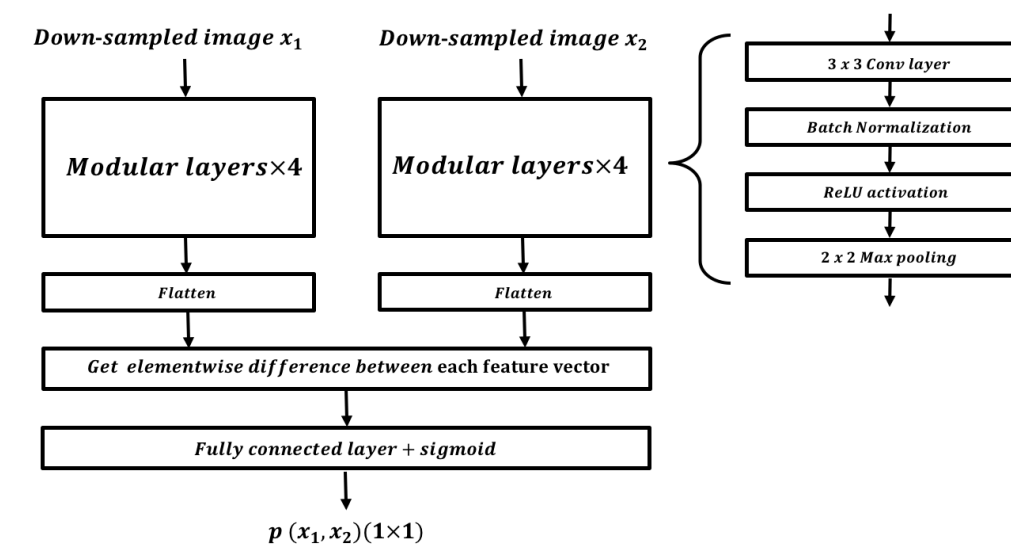 Down-sampled image x₁
Down-sampled image x₂
Modular layers×4
Modular layers×4
3 x 3 Conv layer
Batch Normalization
ReLU activation
2 x 2 Max pooling
Flatten
Flatten
Get elementwise difference between each feature vector
Fully connected layer + sigmoid
p (x₁, x₂)(1×1)